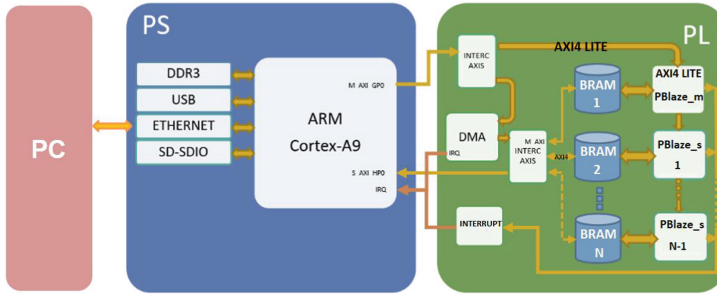 PC
PS
DDR3
USB
ETHERNET
SD-SDIO
ARM
Cortex-A9
M AXI GP0
S AXI HP0
IRQ
PL
INTERC
AXIS
AXI4 LITE
DMA
IRQ
M AXI
INTERC
AXIS
AXI4
INTERRUPT
BRAM
1
BRAM
2
BRAM
N
AXI4 LITE
PBlaze_m
PBlaze_s
1
PBlaze_s
N-1